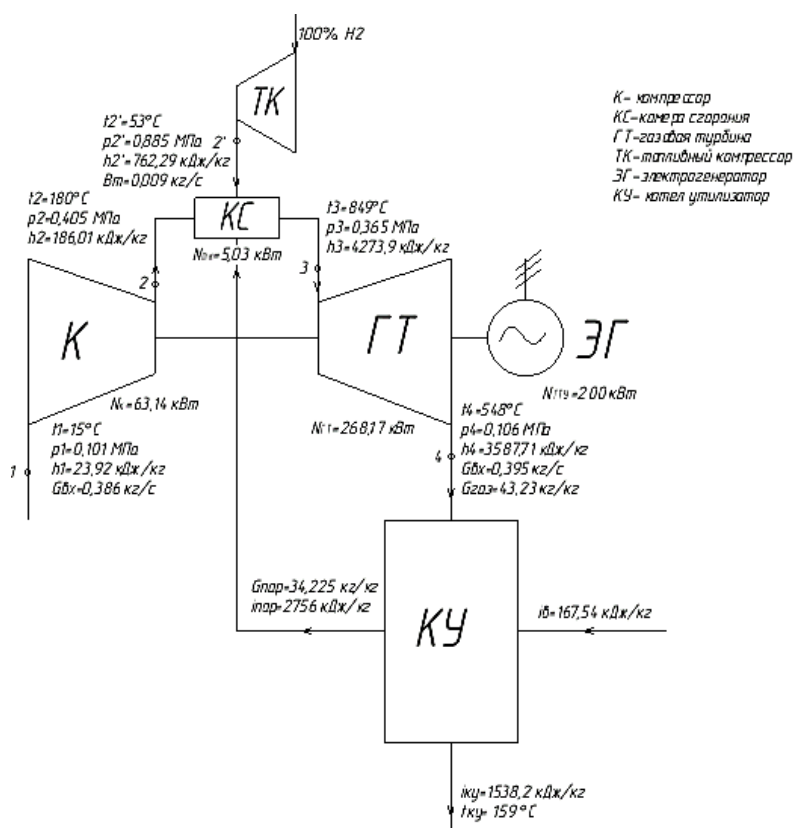 100% H2
ТК
К- компрессор
КС-камера сгорания
ГТ-газовая турбина
ТК-топливный компрессор
ЭГ-электрогенератор
КУ- котел утилизатор
t2'=53°C
p2'=0,885 МПа
h2'=762,29 кДж/кг
Bт=0,009 кг/с
2'
t2=180°C
p2=0,405 МПа
h2=186,01 кДж/кг
КС
t3=849°C
p3=0,365 МПа
h3=4273,9 кДж/кг
=5,03 кВт
2
3
К
ГТ
ЭГ
Nк=63,14 кВт
Nгт=268,17 кВт
Nгту=200 кВт
t1=15°C
p1=0,101 МПа
h1=23,92 кДж/кг
Gвх=0,386 кг/с
1
t4=548°C
p4=0,106 МПа
h4=3587,71 кДж/кг
Gвх=0,395 кг/с
Gгаз=43,23 кг/кг
4
Gпар=34,225 кг/кг
iпар=2756 кДж/кг
КУ
iв=167,54 кДж/кг
iку=1538,2 кДж/кг
tку=159°C